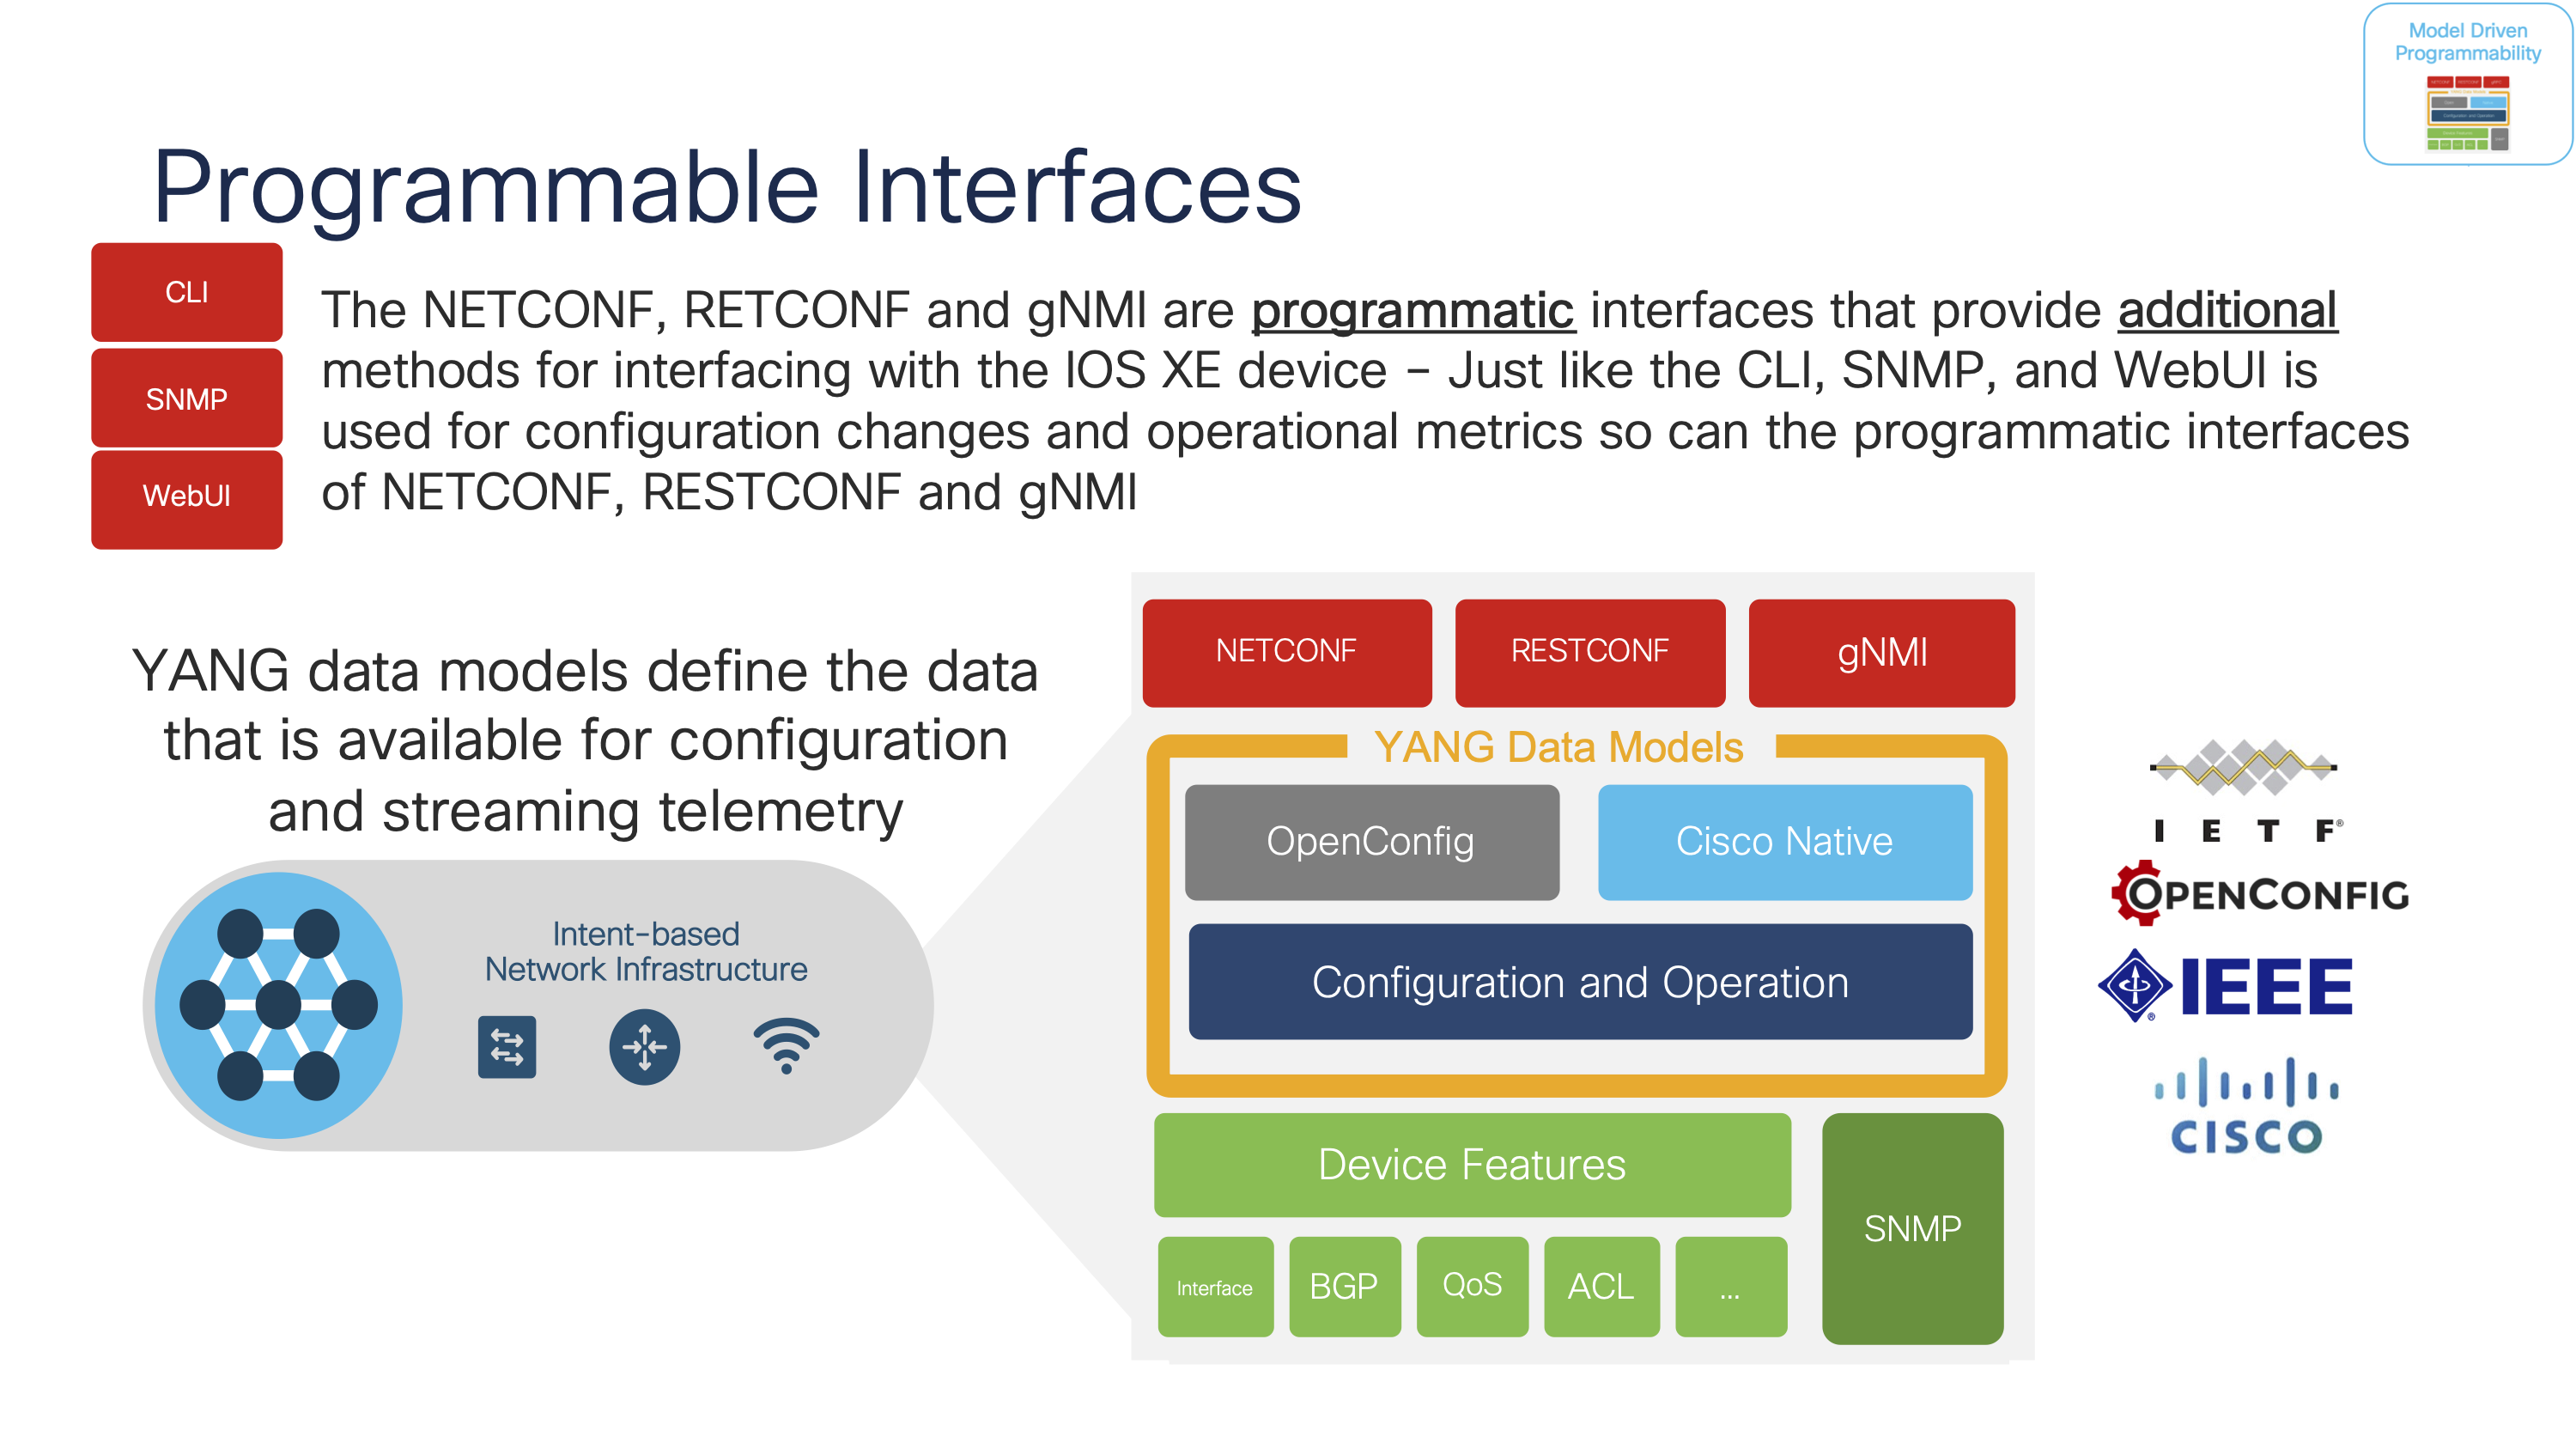 Model Driven
Programmability
Programmable Interfaces
CLI
SNMP
WebUI
The NETCONF, RETCONF and gNMI are programmatic interfaces that provide additional
methods for interfacing with the IOS XE device – Just like the CLI, SNMP, and WebUI is
used for configuration changes and operational metrics so can the programmatic interfaces
of NETCONF, RESTCONF and gNMI
YANG data models define the data
that is available for configuration
and streaming telemetry
Intent-based
Network Infrastructure
NETCONF
RESTCONF
gNMI
YANG Data Models
OpenConfig
Cisco Native
Configuration and Operation
Device Features
SNMP
Interface
BGP
QoS
ACL
...
I E T F®
OPENCONFIG
IEEE
®
CISCO